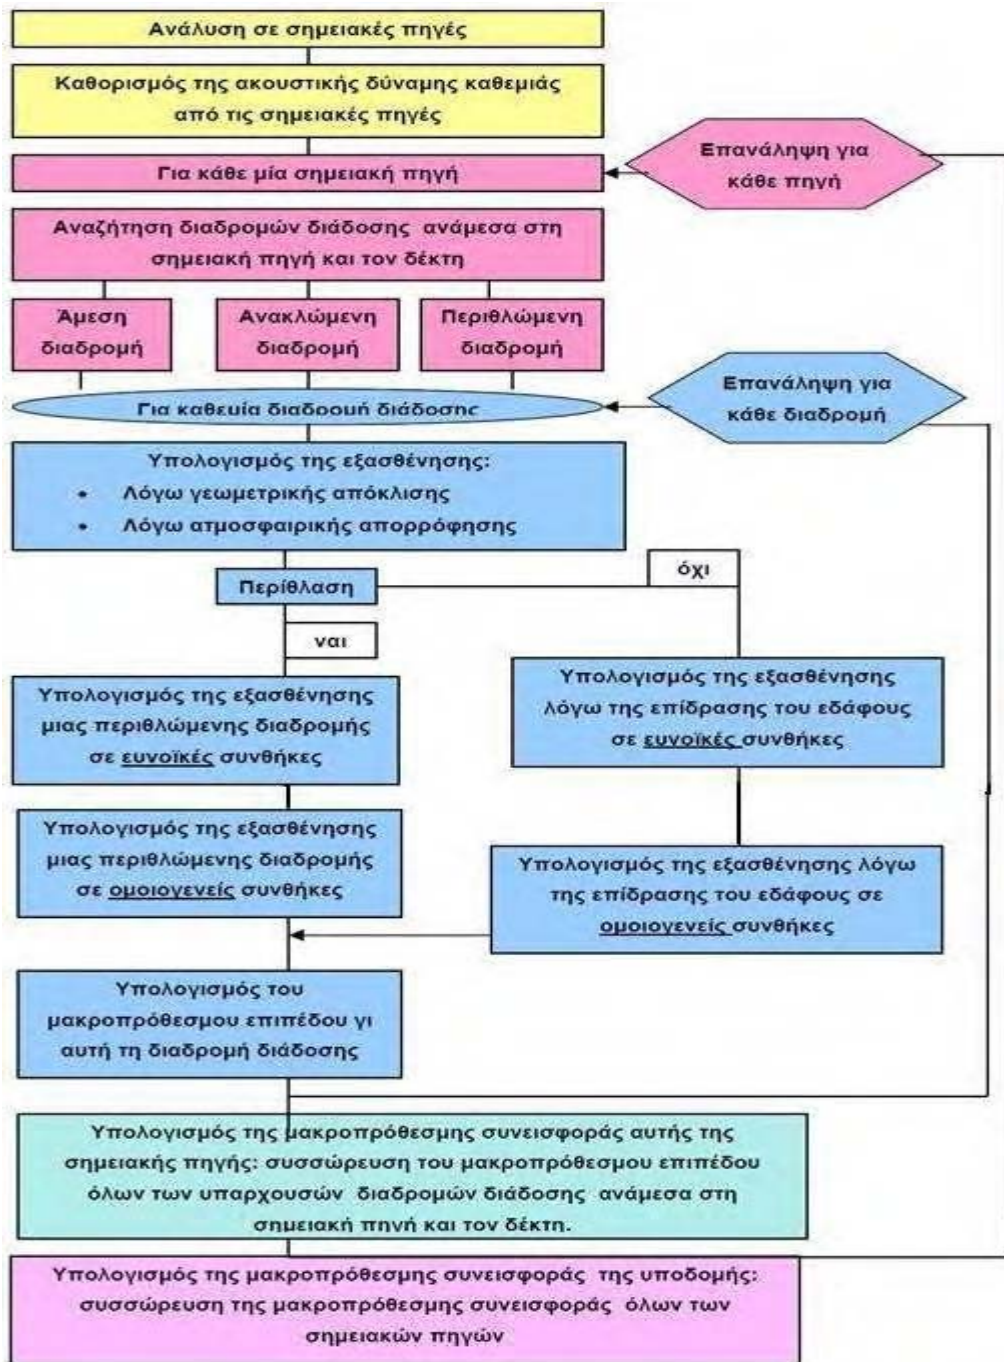 Ανάλυση σε σημειακές πηγές
Καθορισμός της ακουστικής δύναμης καθεμιάς
από τις σημειακές πηγές
Επανάληψη για
κάθε πηγή
Για κάθε μία σημειακή πηγή
Αναζήτηση διαδρομών διάδοσης ανάμεσα στη
σημειακή πηγή και τον δέκτη
Άμεση
διαδρομή
Ανακλώμενη
διαδρομή
Περιθλώμενη
διαδρομή
Επανάληψη για
κάθε διαδρομή
Για καθεμία διαδρομή διάδοσης
Υπολογισμός της εξασθένησης:
• Λόγω γεωμετρικής απόκλισης
• Λόγω ατμοσφαιρικής απορρόφησης
όχι
Περίθλαση
ναι
Υπολογισμός της εξασθένησης
μιας περιθλώμενης διαδρομής
σε ευνοϊκές συνθήκες
Υπολογισμός της εξασθένησης
λόγω της επίδρασης του εδάφους
σε ευνοϊκές συνθήκες
Υπολογισμός της εξασθένησης
μιας περιθλώμενης διαδρομής
σε ομοιογενείς συνθήκες
Υπολογισμός της εξασθένησης λόγω
της επίδρασης του εδάφους σε
ομοιογενείς συνθήκες
Υπολογισμός του
μακροπρόθεσμου επιπέδου γι
αυτή τη διαδρομή διάδοσης
Υπολογισμός της μακροπρόθεσμης συνεισφοράς αυτής της
σημειακής πηγής: συσσώρευση του μακροπρόθεσμου επιπέδου
όλων των υπαρχουσών διαδρομών διάδοσης ανάμεσα στη
σημειακή πηγή και τον δέκτη.
Υπολογισμός της μακροπρόθεσμης συνεισφοράς της υποδομής:
συσσώρευση της μακροπρόθεσμης συνεισφοράς όλων των
σημειακών πηγών